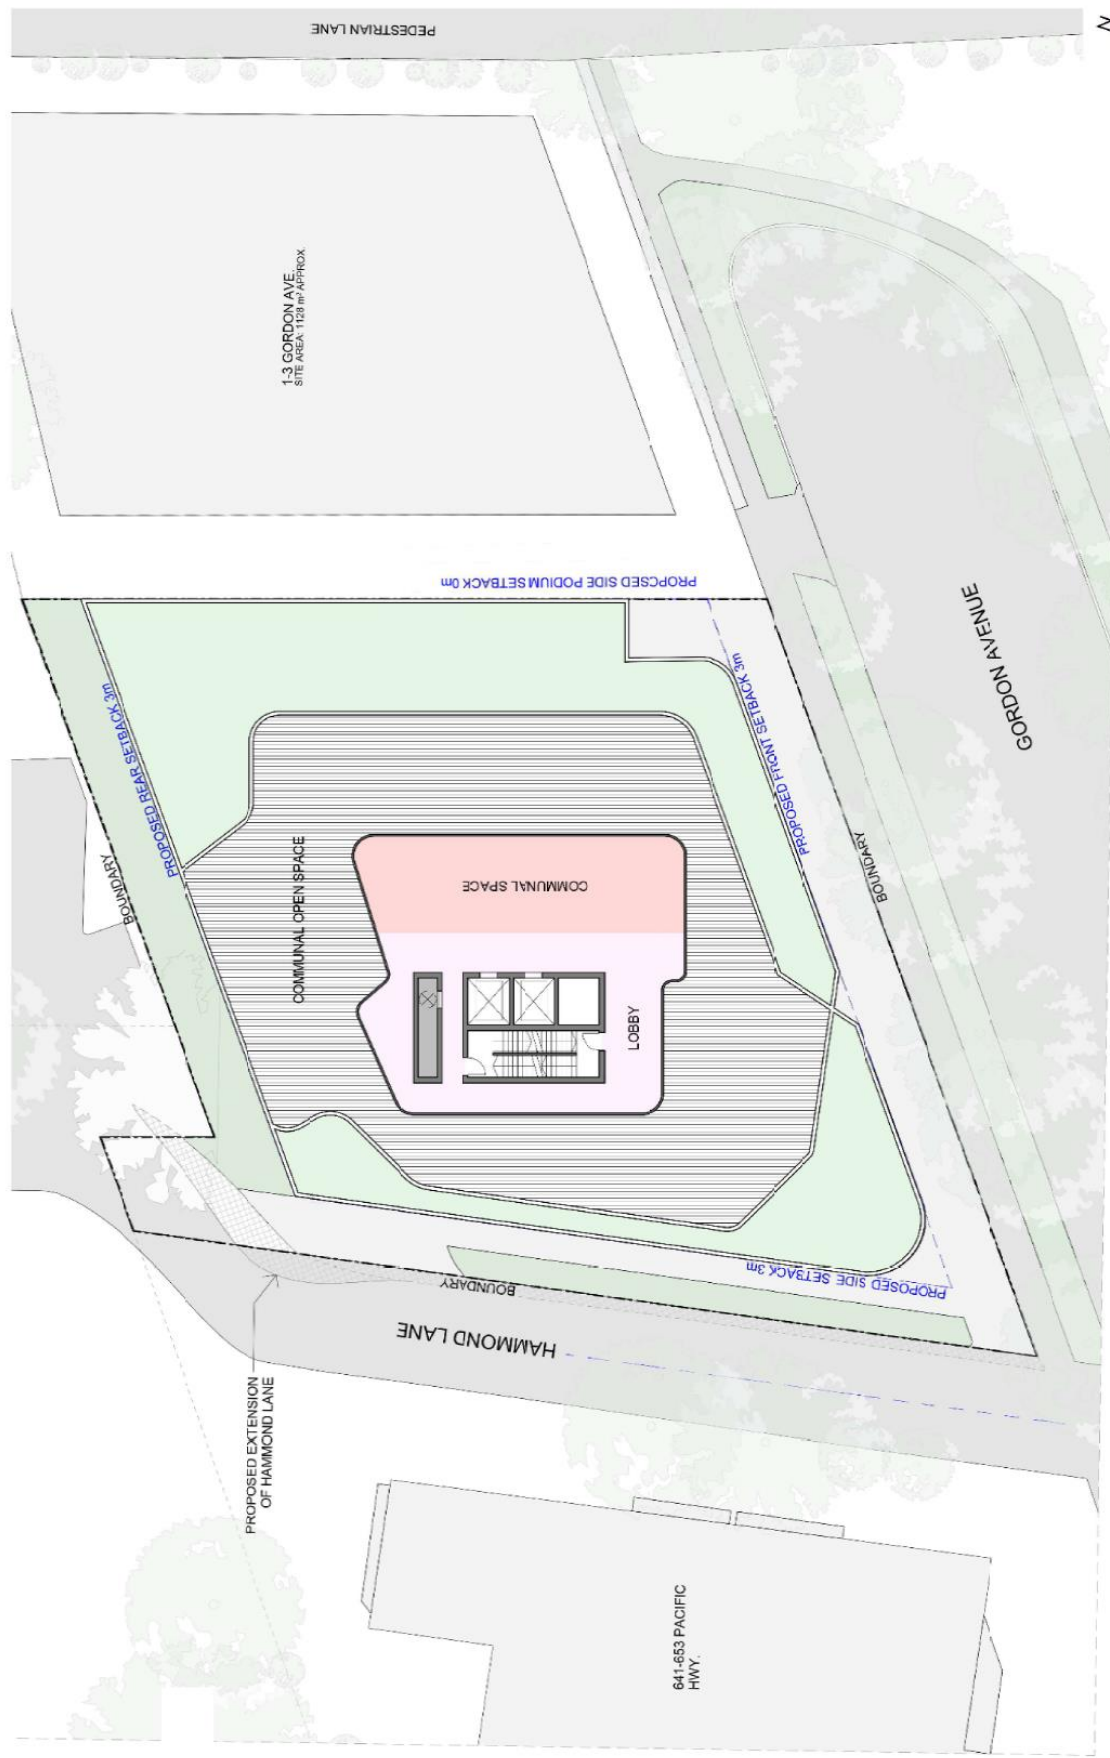 N
PEDESTRIAN LANE
1-3 GORDON AVE.
SITE AREA: 1128 m² APPROX.
PROPOSED SIDE PODIUM SETBACK 0m
PROPOSED REAR SETBACK 3m
BOUNDARY
COMMUNAL OPEN SPACE
COMMUNAL SPACE
LOBBY
PROPOSED FRONT SETBACK 3m
BOUNDARY
GORDON AVENUE
PROPOSED SIDE SETBACK 3m
BOUNDARY
HAMMOND LANE
PROPOSED EXTENSION
OF HAMMOND LANE
641-653 PACIFIC
HWY.